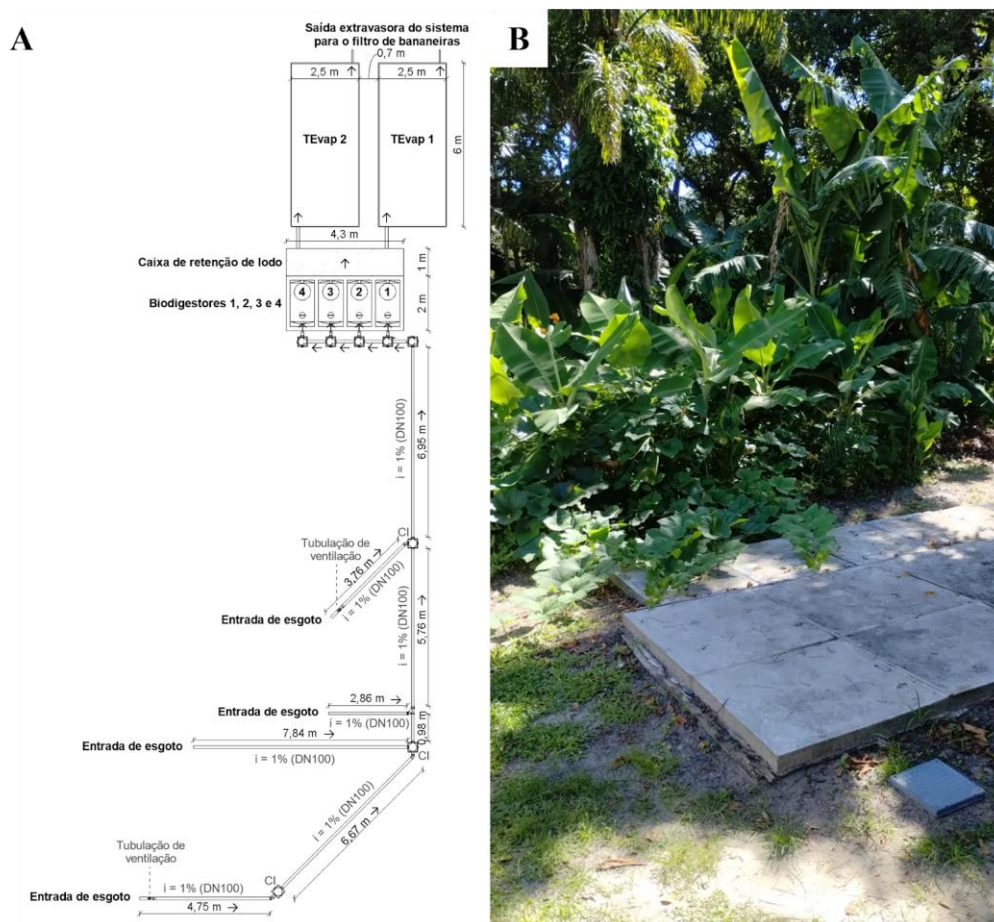 A
B
Saída extravasora do sistema
para o filtro de bananeiras
0,7 m
2,5 m
2,5 m
TEvap 2
TEvap 1
6 m
4,3 m
Caixa de retenção de lodo
1 m
Biodigestores 1, 2, 3 e 4
4
3
2
1
2 m
i = 1% (DN100)
6,95 m
CI
Tubulação de
ventilação
3,76 m
i = 1% (DN100)
Entrada de esgoto
i = 1% (DN100)
5,76 m
2,86 m
Entrada de esgoto
i = 1% (DN100)
0,98 m
7,84 m
Entrada de esgoto
i = 1% (DN100)
CI
i = 1% (DN100)
6,67 m
Tubulação de
ventilação
CI
i = 1% (DN100)
Entrada de esgoto
4,75 m